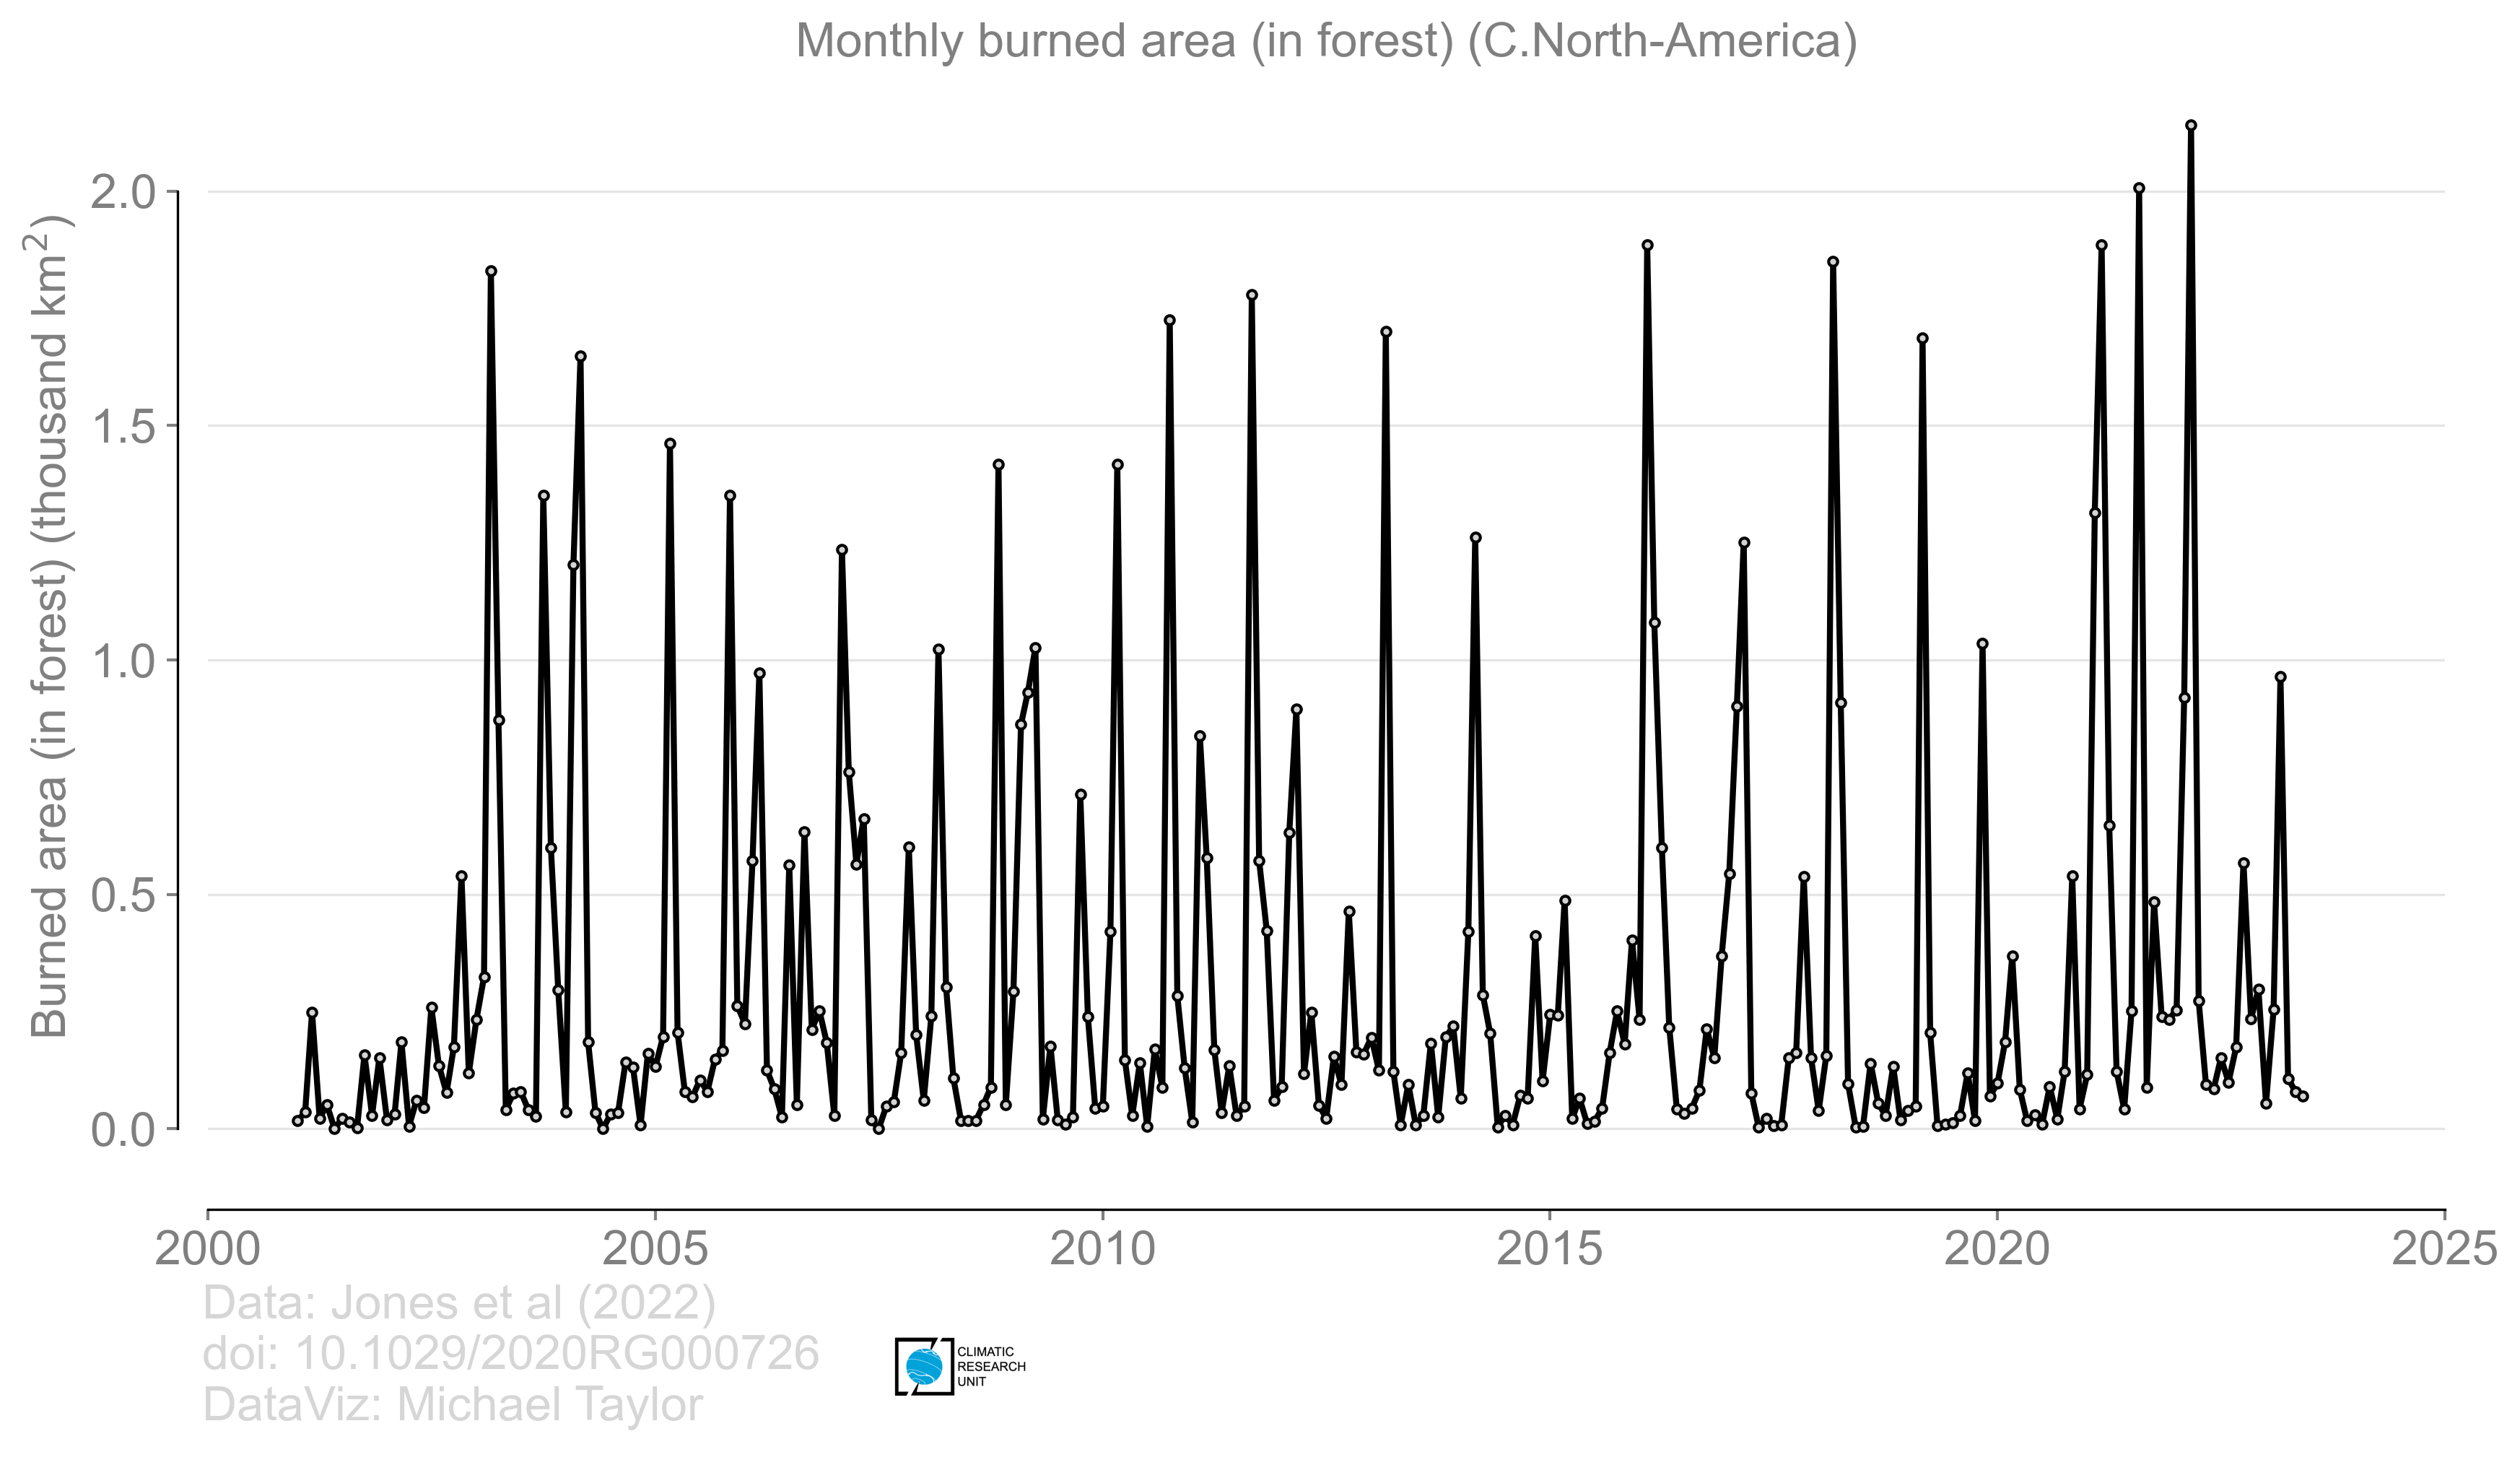 Monthly burned area (in forest) (C.North-America)
Burned area (in forest) (thousand km²)
2.0
1.5
1.0
0.5
0.0
2000 2005 2010 2015 2020 2025
Data: Jones et al (2022)
doi: 10.1029/2020RG000726
DataViz: Michael Taylor
CLIMATIC
RESEARCH
UNIT